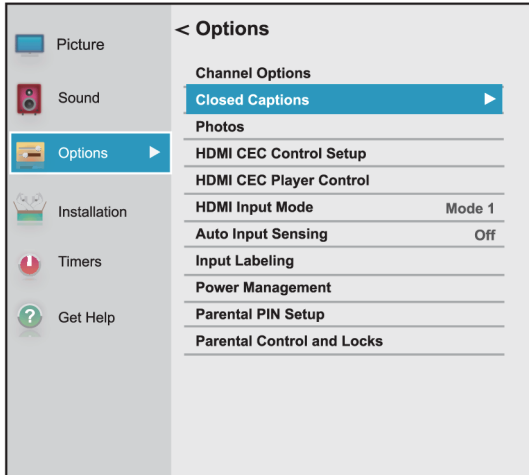 Picture
Sound
Options
Installation
Timers
Get Help
< Options
Channel Options
Closed Captions
Photos
HDMI CEC Control Setup
HDMI CEC Player Control
HDMI Input Mode Mode 1
Auto Input Sensing Off
Input Labeling
Power Management
Parental PIN Setup
Parental Control and Locks